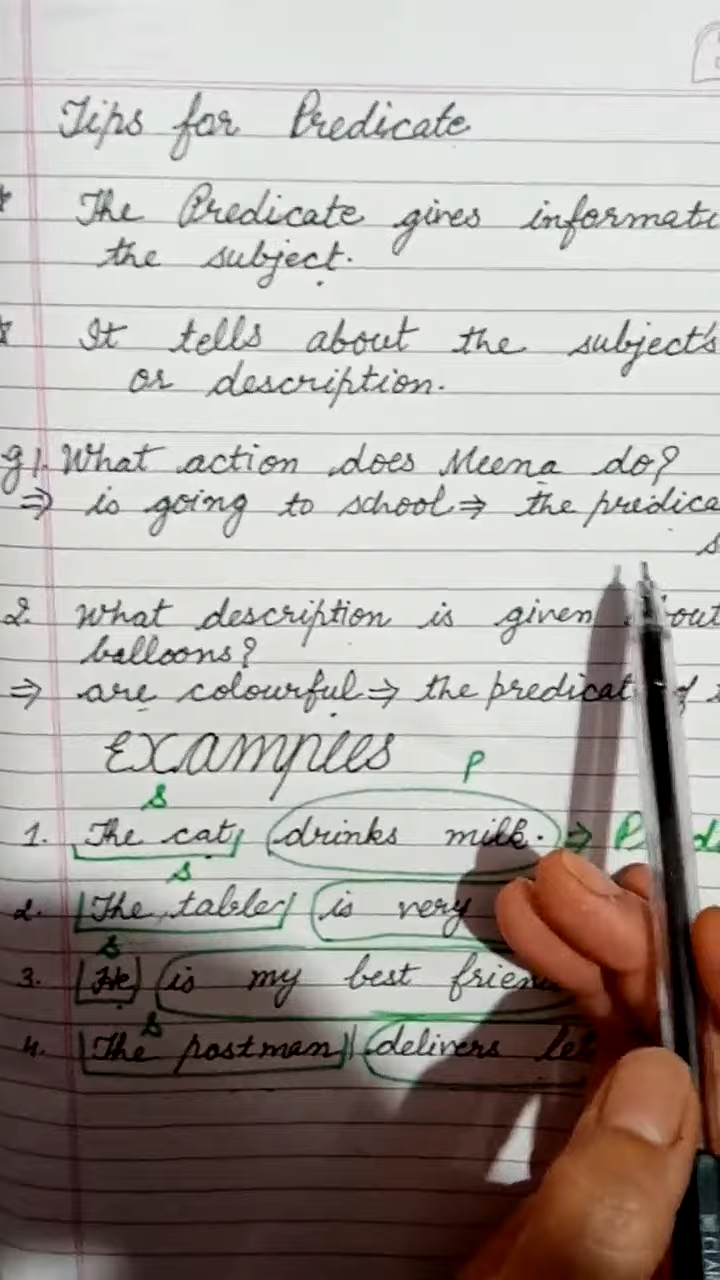 Tips for Predicate
* The Predicate gives informati
the subject.
* It tells about the subject's
or description.
g1. What action does Meena do?
⇒ is going to school ⇒ the predica
s
2. What description is given out
balloons?
⇒ are colourful ⇒ the predicat of s
Examples
S P
1. The cat drinks milk. ⇒ P d
S
2. The table is very
S
3. He is my best frien
S
4. The postman delivers let